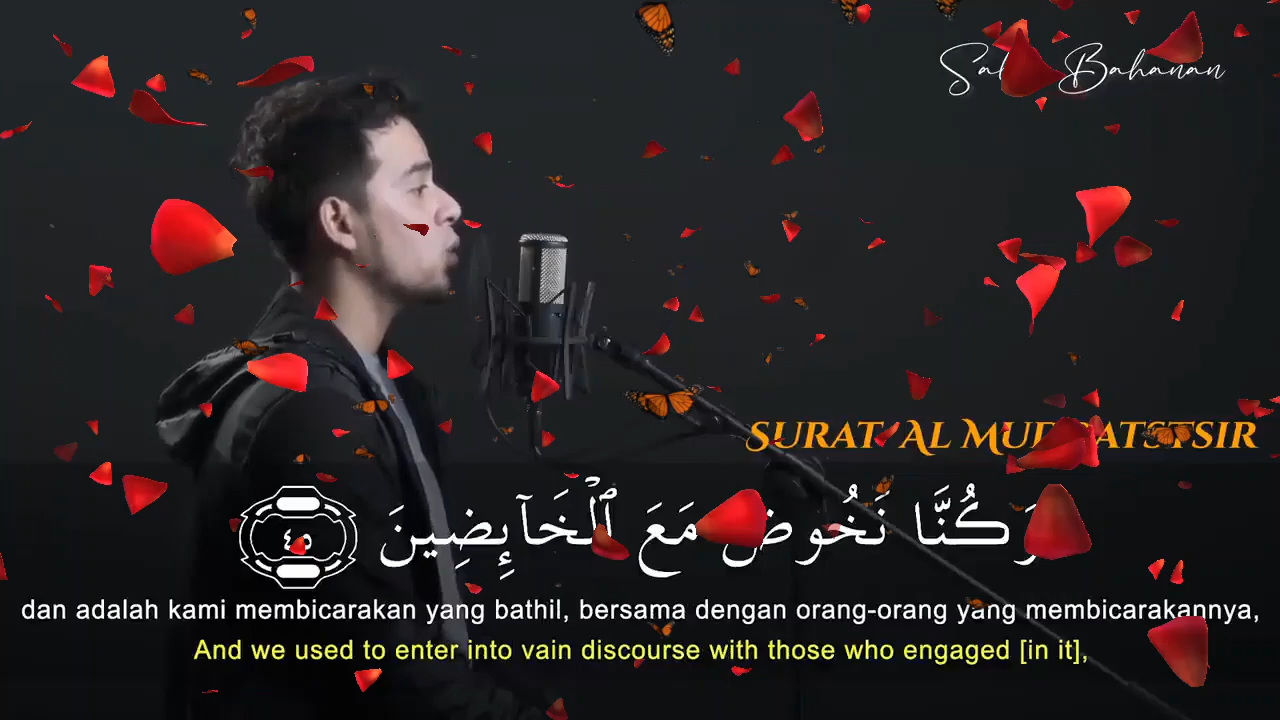 Bahanan
SURAT AL
وَكُنَّا نَخُوضُ مَعَ ٱلْخَآئِضِينَ ٤٥
dan adalah kami membicarakan yang bathil, bersama dengan orang-orang yang membicarakannya,
And we used to enter into vain discourse with those who engaged [in it],